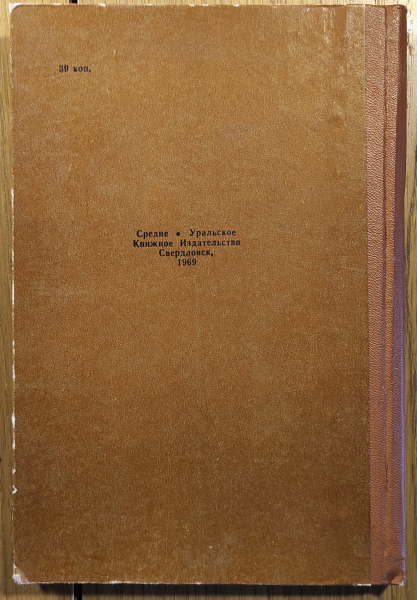 39 коп.
Средне • Уральское
Книжное Издательство
Свердловск,
1969